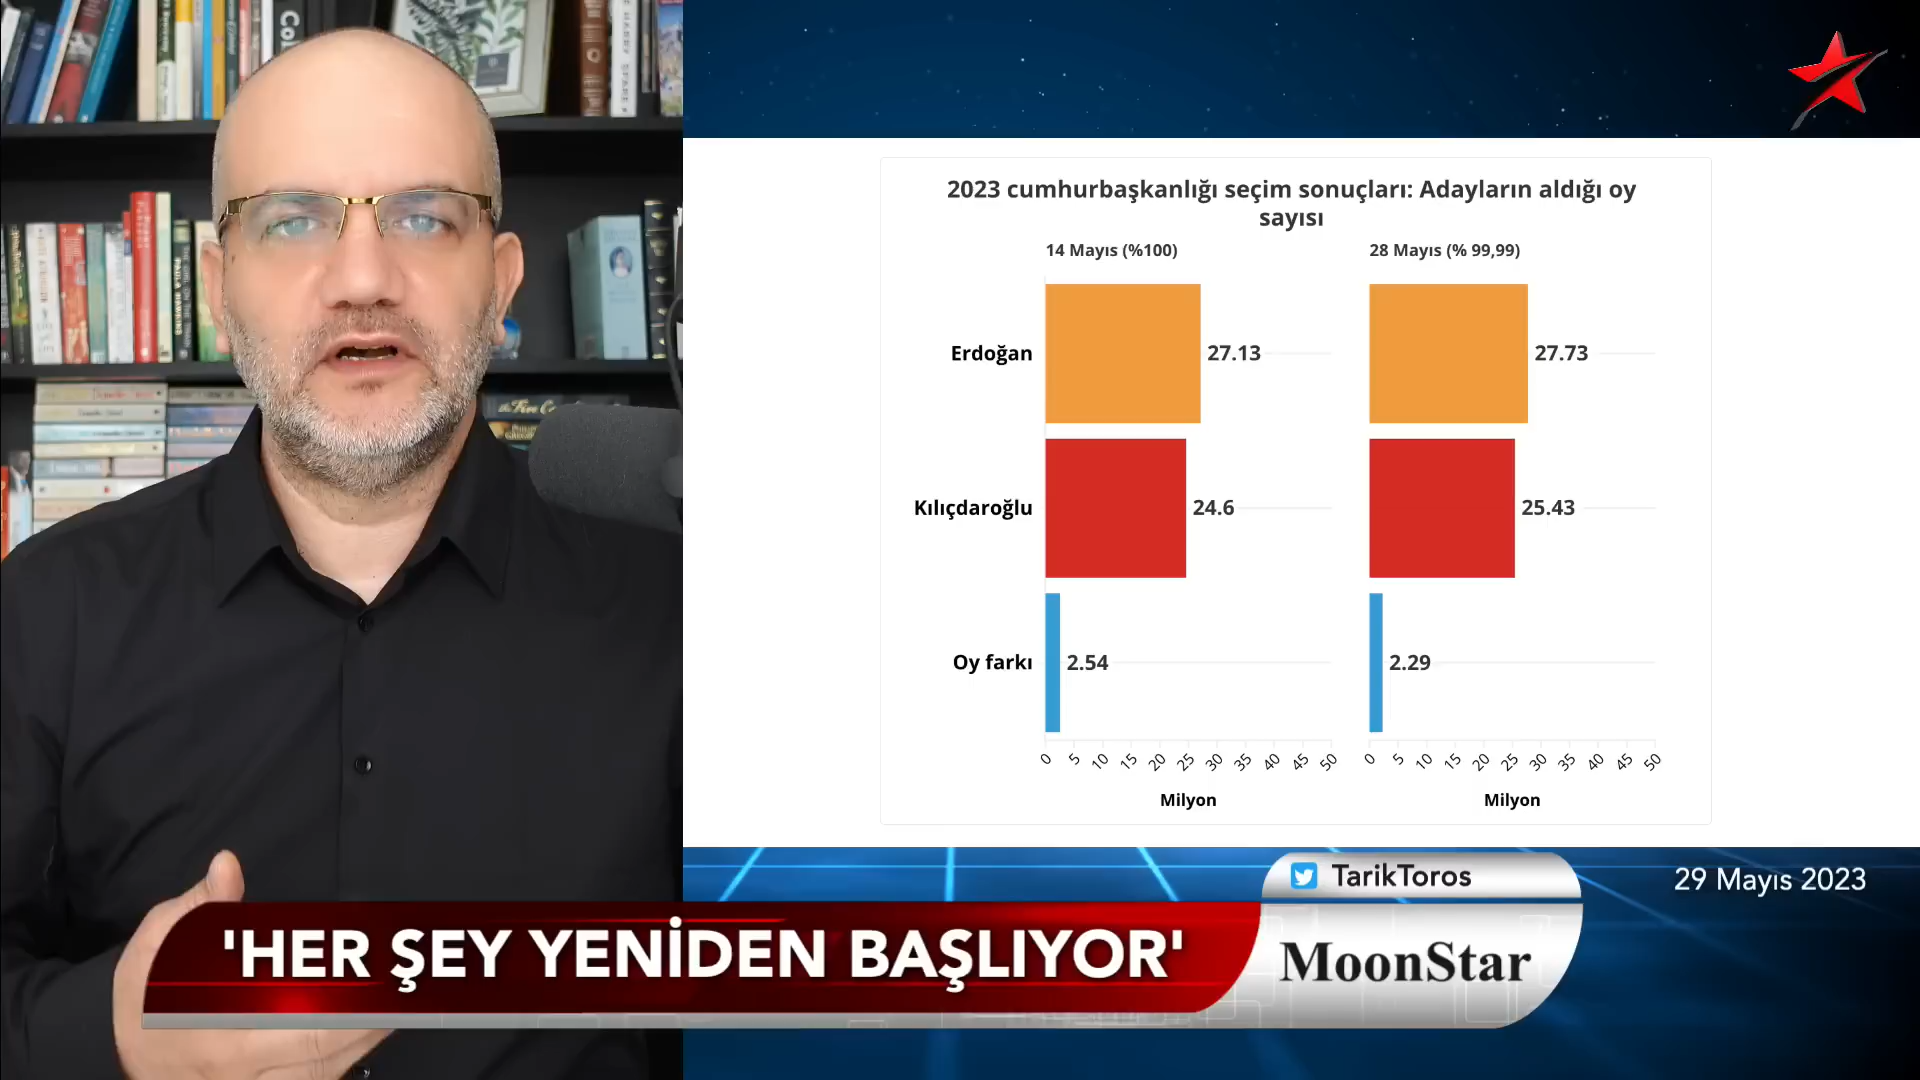 2023 cumhurbaşkanlığı seçim sonuçları: Adayların aldığı oy
sayısı
14 Mayıs (%100)
28 Mayıs (% 99,99)
Erdoğan
27.13
27.73
Kılıçdaroğlu
24.6
25.43
Oy farkı
2.54
2.29
0 5 10 15 20 25 30 35 40 45 50
0 5 10 15 20 25 30 35 40 45 50
Milyon
Milyon
TarikToros
29 Mayıs 2023
'HER ŞEY YENİDEN BAŞLIYOR'
MoonStar